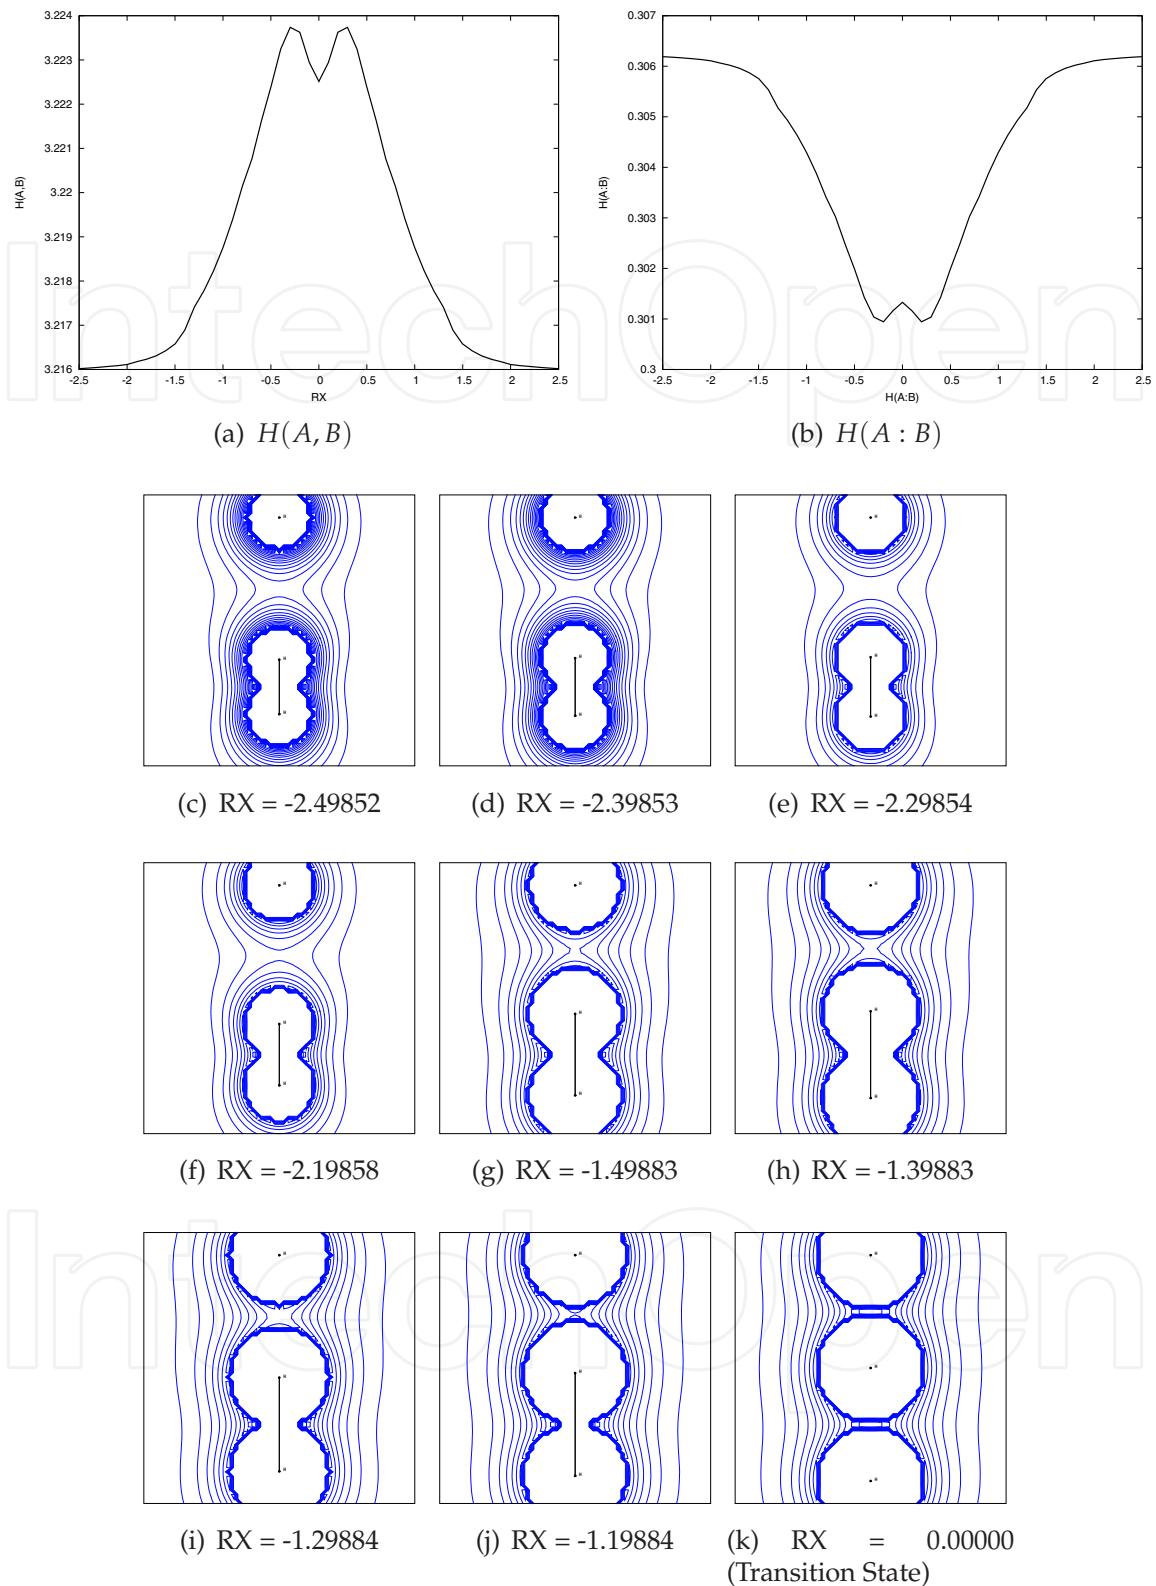 3.224
3.223
3.222
3.221
3.22
3.219
3.218
3.217
3.216
H(A,B)
-2.5 -2 -1.5 -1 -0.5 0 0.5 1 1.5 2 2.5
RX
(a) H(A, B)
0.307
0.306
0.305
0.304
0.303
0.302
0.301
0.3
H(A:B)
-2.5 -2 -1.5 -1 -0.5 0 0.5 1 1.5 2 2.5
H(A:B)
(b) H(A : B)
IntechOpen
(c) RX = -2.49852
(d) RX = -2.39853
(e) RX = -2.29854
(f) RX = -2.19858
(g) RX = -1.49883
(h) RX = -1.39883
IntechOpen
(i) RX = -1.29884
(j) RX = -1.19884
(k) RX = 0.00000
(Transition State)